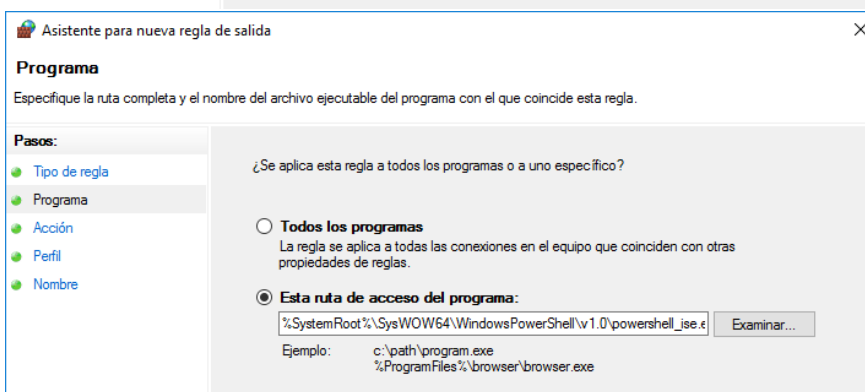 Asistente para nueva regla de salida
Programa
Especifique la ruta completa y el nombre del archivo ejecutable del programa con el que coincide esta regla.
Pasos:
Tipo de regla
Programa
Acción
Perfil
Nombre
¿Se aplica esta regla a todos los programas o a uno específico?
Todos los programas
La regla se aplica a todas las conexiones en el equipo que coinciden con otras
propiedades de reglas.
Esta ruta de acceso del programa:
%SystemRoot%\SysWOW64\WindowsPowerShell\v1.0\powershell_ise.e
Examinar...
Ejemplo:
c:\path\program.exe
%ProgramFiles%\browser\browser.exe